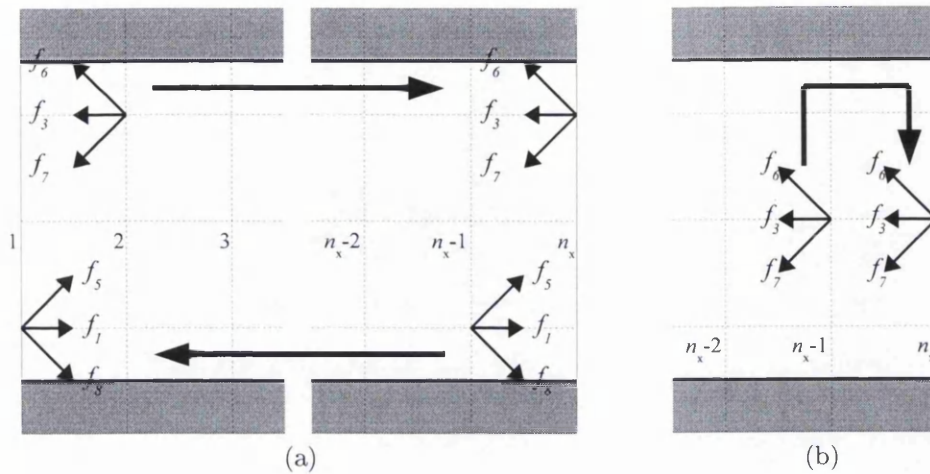 f6 f6
f3 f3
f7 f7
f6 f6
f3 f3
f7 f7
1 2 3 nx-2 nx-1 nx
f5 f5
f1 f1
f8 f8
nx-2 nx-1
(a) (b)